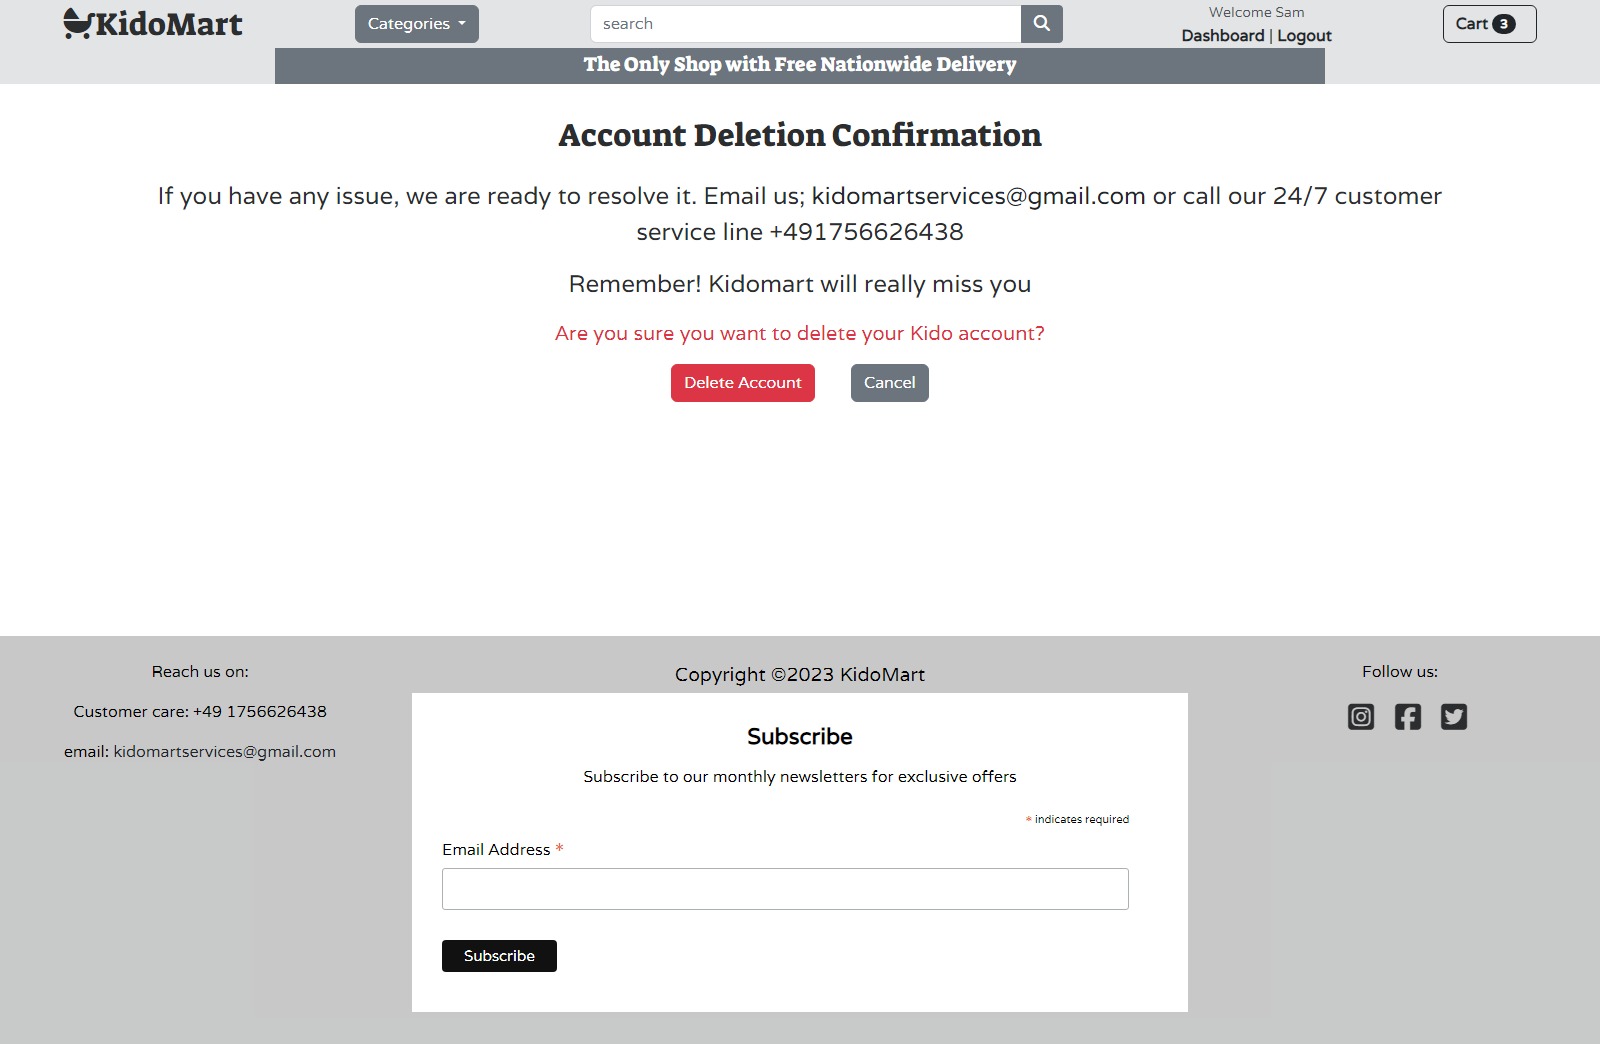 KidoMart
Categories
search
Welcome Sam
Dashboard | Logout
Cart 3
The Only Shop with Free Nationwide Delivery
Account Deletion Confirmation
If you have any issue, we are ready to resolve it. Email us; kidomartservices@gmail.com or call our 24/7 customer
service line +491756626438
Remember! Kidomart will really miss you
Are you sure you want to delete your Kido account?
Delete Account
Cancel
Reach us on:
Customer care: +49 1756626438
email: kidomartservices@gmail.com
Copyright ©2023 KidoMart
Subscribe
Subscribe to our monthly newsletters for exclusive offers
* indicates required
Email Address *
Subscribe
Follow us: